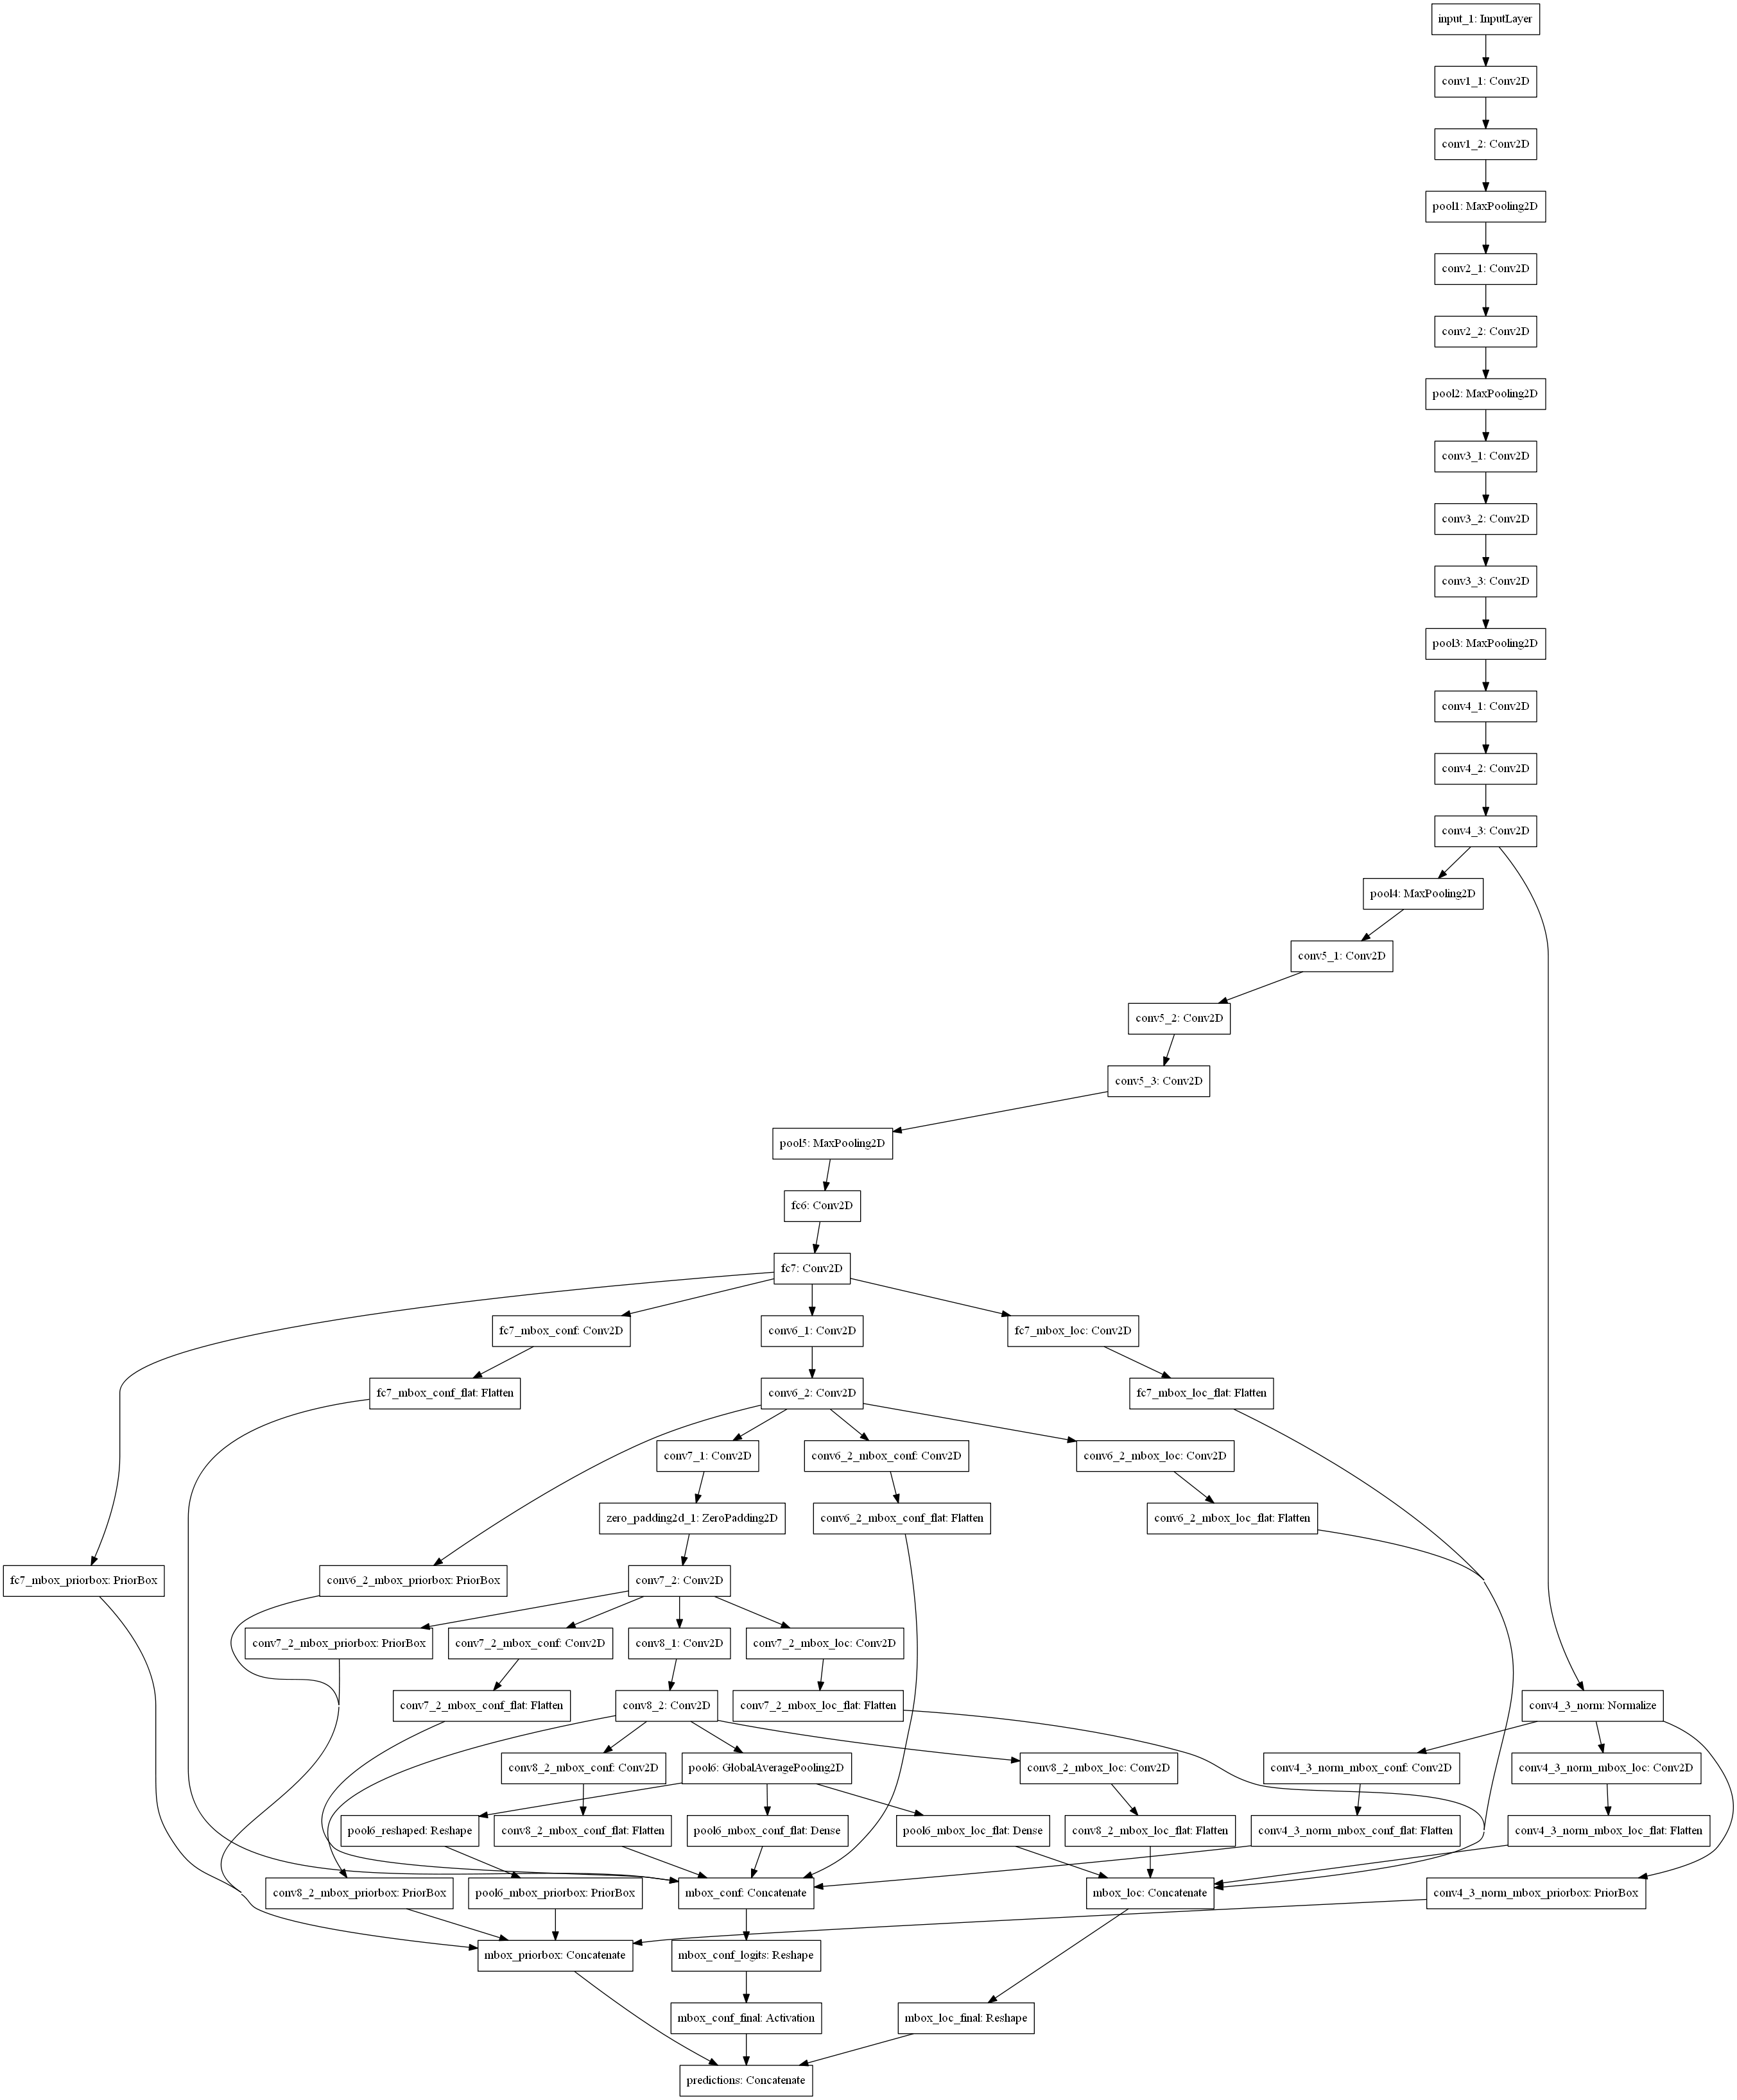 input_1: InputLayer
conv1_1: Conv2D
conv1_2: Conv2D
pool1: MaxPooling2D
conv2_1: Conv2D
conv2_2: Conv2D
pool2: MaxPooling2D
conv3_1: Conv2D
conv3_2: Conv2D
conv3_3: Conv2D
pool3: MaxPooling2D
conv4_1: Conv2D
conv4_2: Conv2D
conv4_3: Conv2D
pool4: MaxPooling2D
conv5_1: Conv2D
conv5_2: Conv2D
conv5_3: Conv2D
pool5: MaxPooling2D
fc6: Conv2D
fc7: Conv2D
fc7_mbox_conf: Conv2D
conv6_1: Conv2D
fc7_mbox_loc: Conv2D
fc7_mbox_conf_flat: Flatten
conv6_2: Conv2D
fc7_mbox_loc_flat: Flatten
conv7_1: Conv2D
conv6_2_mbox_conf: Conv2D
conv6_2_mbox_loc: Conv2D
zero_padding2d_1: ZeroPadding2D
conv6_2_mbox_conf_flat: Flatten
conv6_2_mbox_loc_flat: Flatten
fc7_mbox_priorbox: PriorBox
conv6_2_mbox_priorbox: PriorBox
conv7_2: Conv2D
conv7_2_mbox_priorbox: PriorBox
conv7_2_mbox_conf: Conv2D
conv8_1: Conv2D
conv7_2_mbox_loc: Conv2D
conv7_2_mbox_conf_flat: Flatten
conv8_2: Conv2D
conv7_2_mbox_loc_flat: Flatten
conv4_3_norm: Normalize
conv8_2_mbox_conf: Conv2D
pool6: GlobalAveragePooling2D
conv8_2_mbox_loc: Conv2D
conv4_3_norm_mbox_conf: Conv2D
conv4_3_norm_mbox_loc: Conv2D
pool6_reshaped: Reshape
conv8_2_mbox_conf_flat: Flatten
pool6_mbox_conf_flat: Dense
pool6_mbox_loc_flat: Dense
conv8_2_mbox_loc_flat: Flatten
conv4_3_norm_mbox_conf_flat: Flatten
conv4_3_norm_mbox_loc_flat: Flatten
conv8_2_mbox_priorbox: PriorBox
pool6_mbox_priorbox: PriorBox
mbox_conf: Concatenate
mbox_loc: Concatenate
conv4_3_norm_mbox_priorbox: PriorBox
mbox_priorbox: Concatenate
mbox_conf_logits: Reshape
mbox_conf_final: Activation
mbox_loc_final: Reshape
predictions: Concatenate